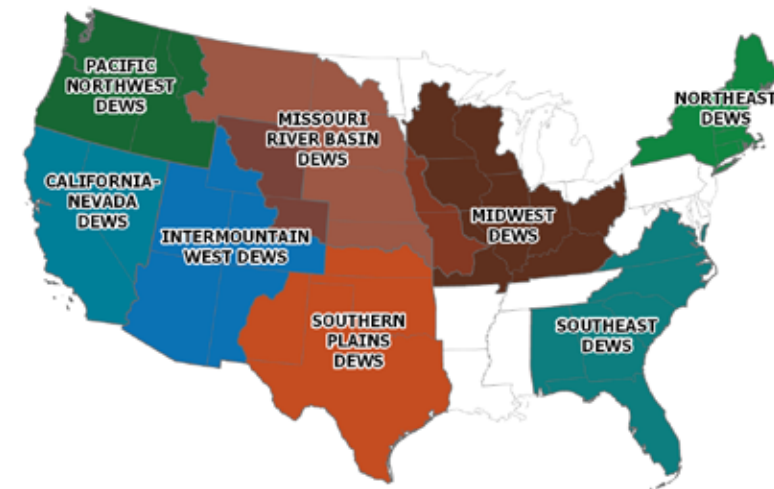 PACIFIC
NORTHWEST
DEWS
MISSOURI
RIVER BASIN
DEWS
NORTHEAST
DEWS
CALIFORNIA-
NEVADA
DEWS
INTERMOUNTAIN
WEST DEWS
MIDWEST
DEWS
SOUTHERN
PLAINS
DEWS
SOUTHEAST
DEWS